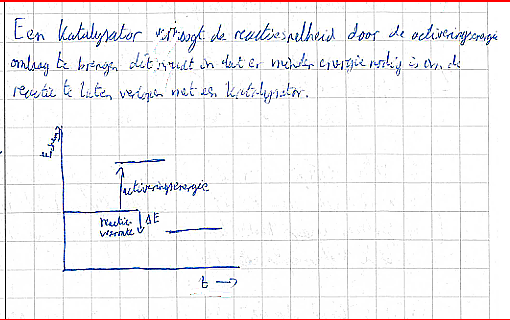 Een katalysator verhoogt de reactiesnelheid door de activeringsenergie
omlaag te brengen dit houdt in dat er minder energie nodig is om de
reactie te laten verlopen met een katalysator.
E
activeringsenergie
reactie- ΔE
t →